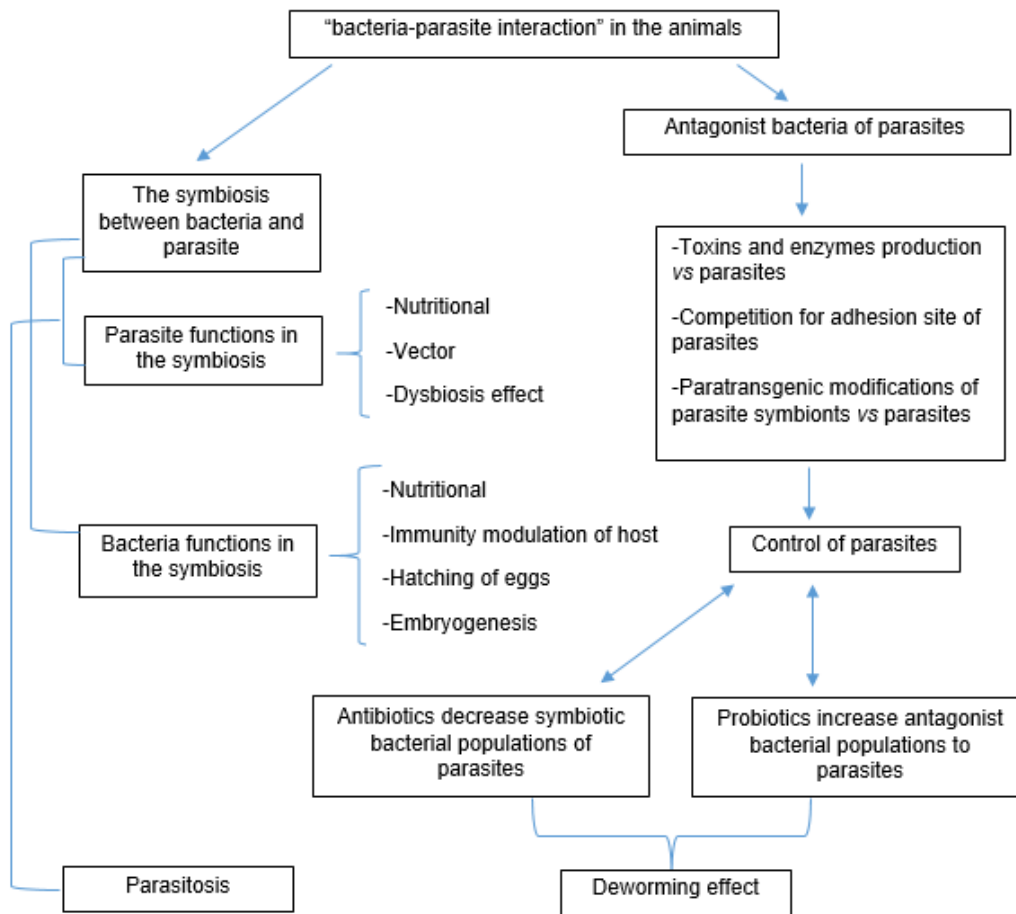 “bacteria-parasite interaction” in the animals
Antagonist bacteria of parasites
The symbiosis
between bacteria and
parasite
-Toxins and enzymes production
vs parasites
-Competition for adhesion site of
parasites
-Paratransgenic modifications of
parasite symbionts vs parasites
Parasite functions in
the symbiosis
-Nutritional
-Vector
-Dysbiosis effect
Bacteria functions in
the symbiosis
-Nutritional
-Immunity modulation of host
-Hatching of eggs
-Embryogenesis
Control of parasites
Antibiotics decrease symbiotic
bacterial populations of
parasites
Probiotics increase antagonist
bacterial populations to
parasites
Parasitosis
Deworming effect